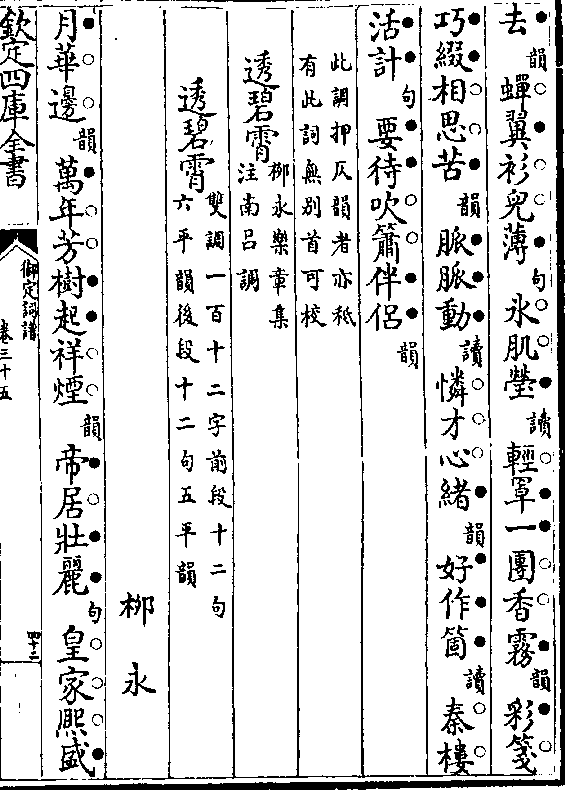 去韻蟬翼衫兒薄句冰肌瑩讀輕罩一團香霧韻彩箋
巧綴相思苦韻脈脈動讀憐才心緒韻好作箇讀秦樓
活計句要待吹簫伴侶韻
此調押仄韻者亦秪
有此詞無別首可校
透碧霄柳永樂章集
注南吕調
透碧霄雙調一百十二字前段十二句
六平韻後段十二句五平韻
柳永
月華邊韻萬年芳樹起祥煙韻帝居壯麗句皇家熙盛
欽定四庫全書
御定詞譜
卷三十五
四十二